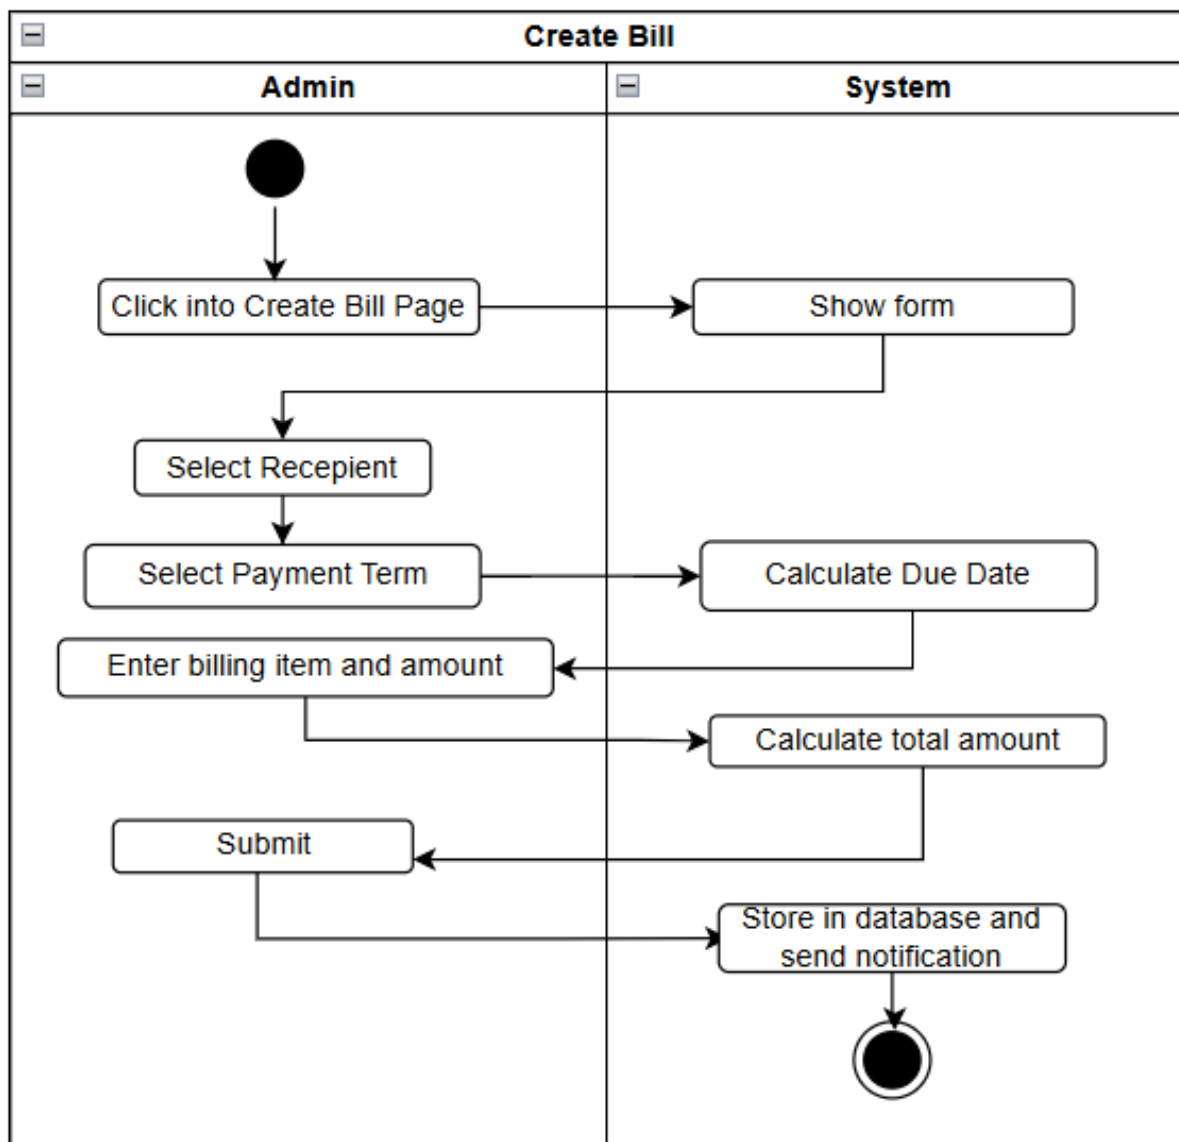 Create Bill
Admin
System
Click into Create Bill Page
Show form
Select Recepient
Select Payment Term
Calculate Due Date
Enter billing item and amount
Calculate total amount
Submit
Store in database and
send notification